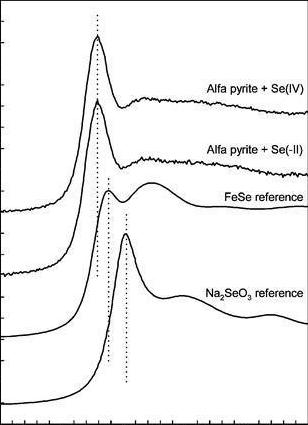 Alfa pyrite + Se(IV)
Alfa pyrite + Se(-II)
FeSe reference
Na₂SeO₃ reference